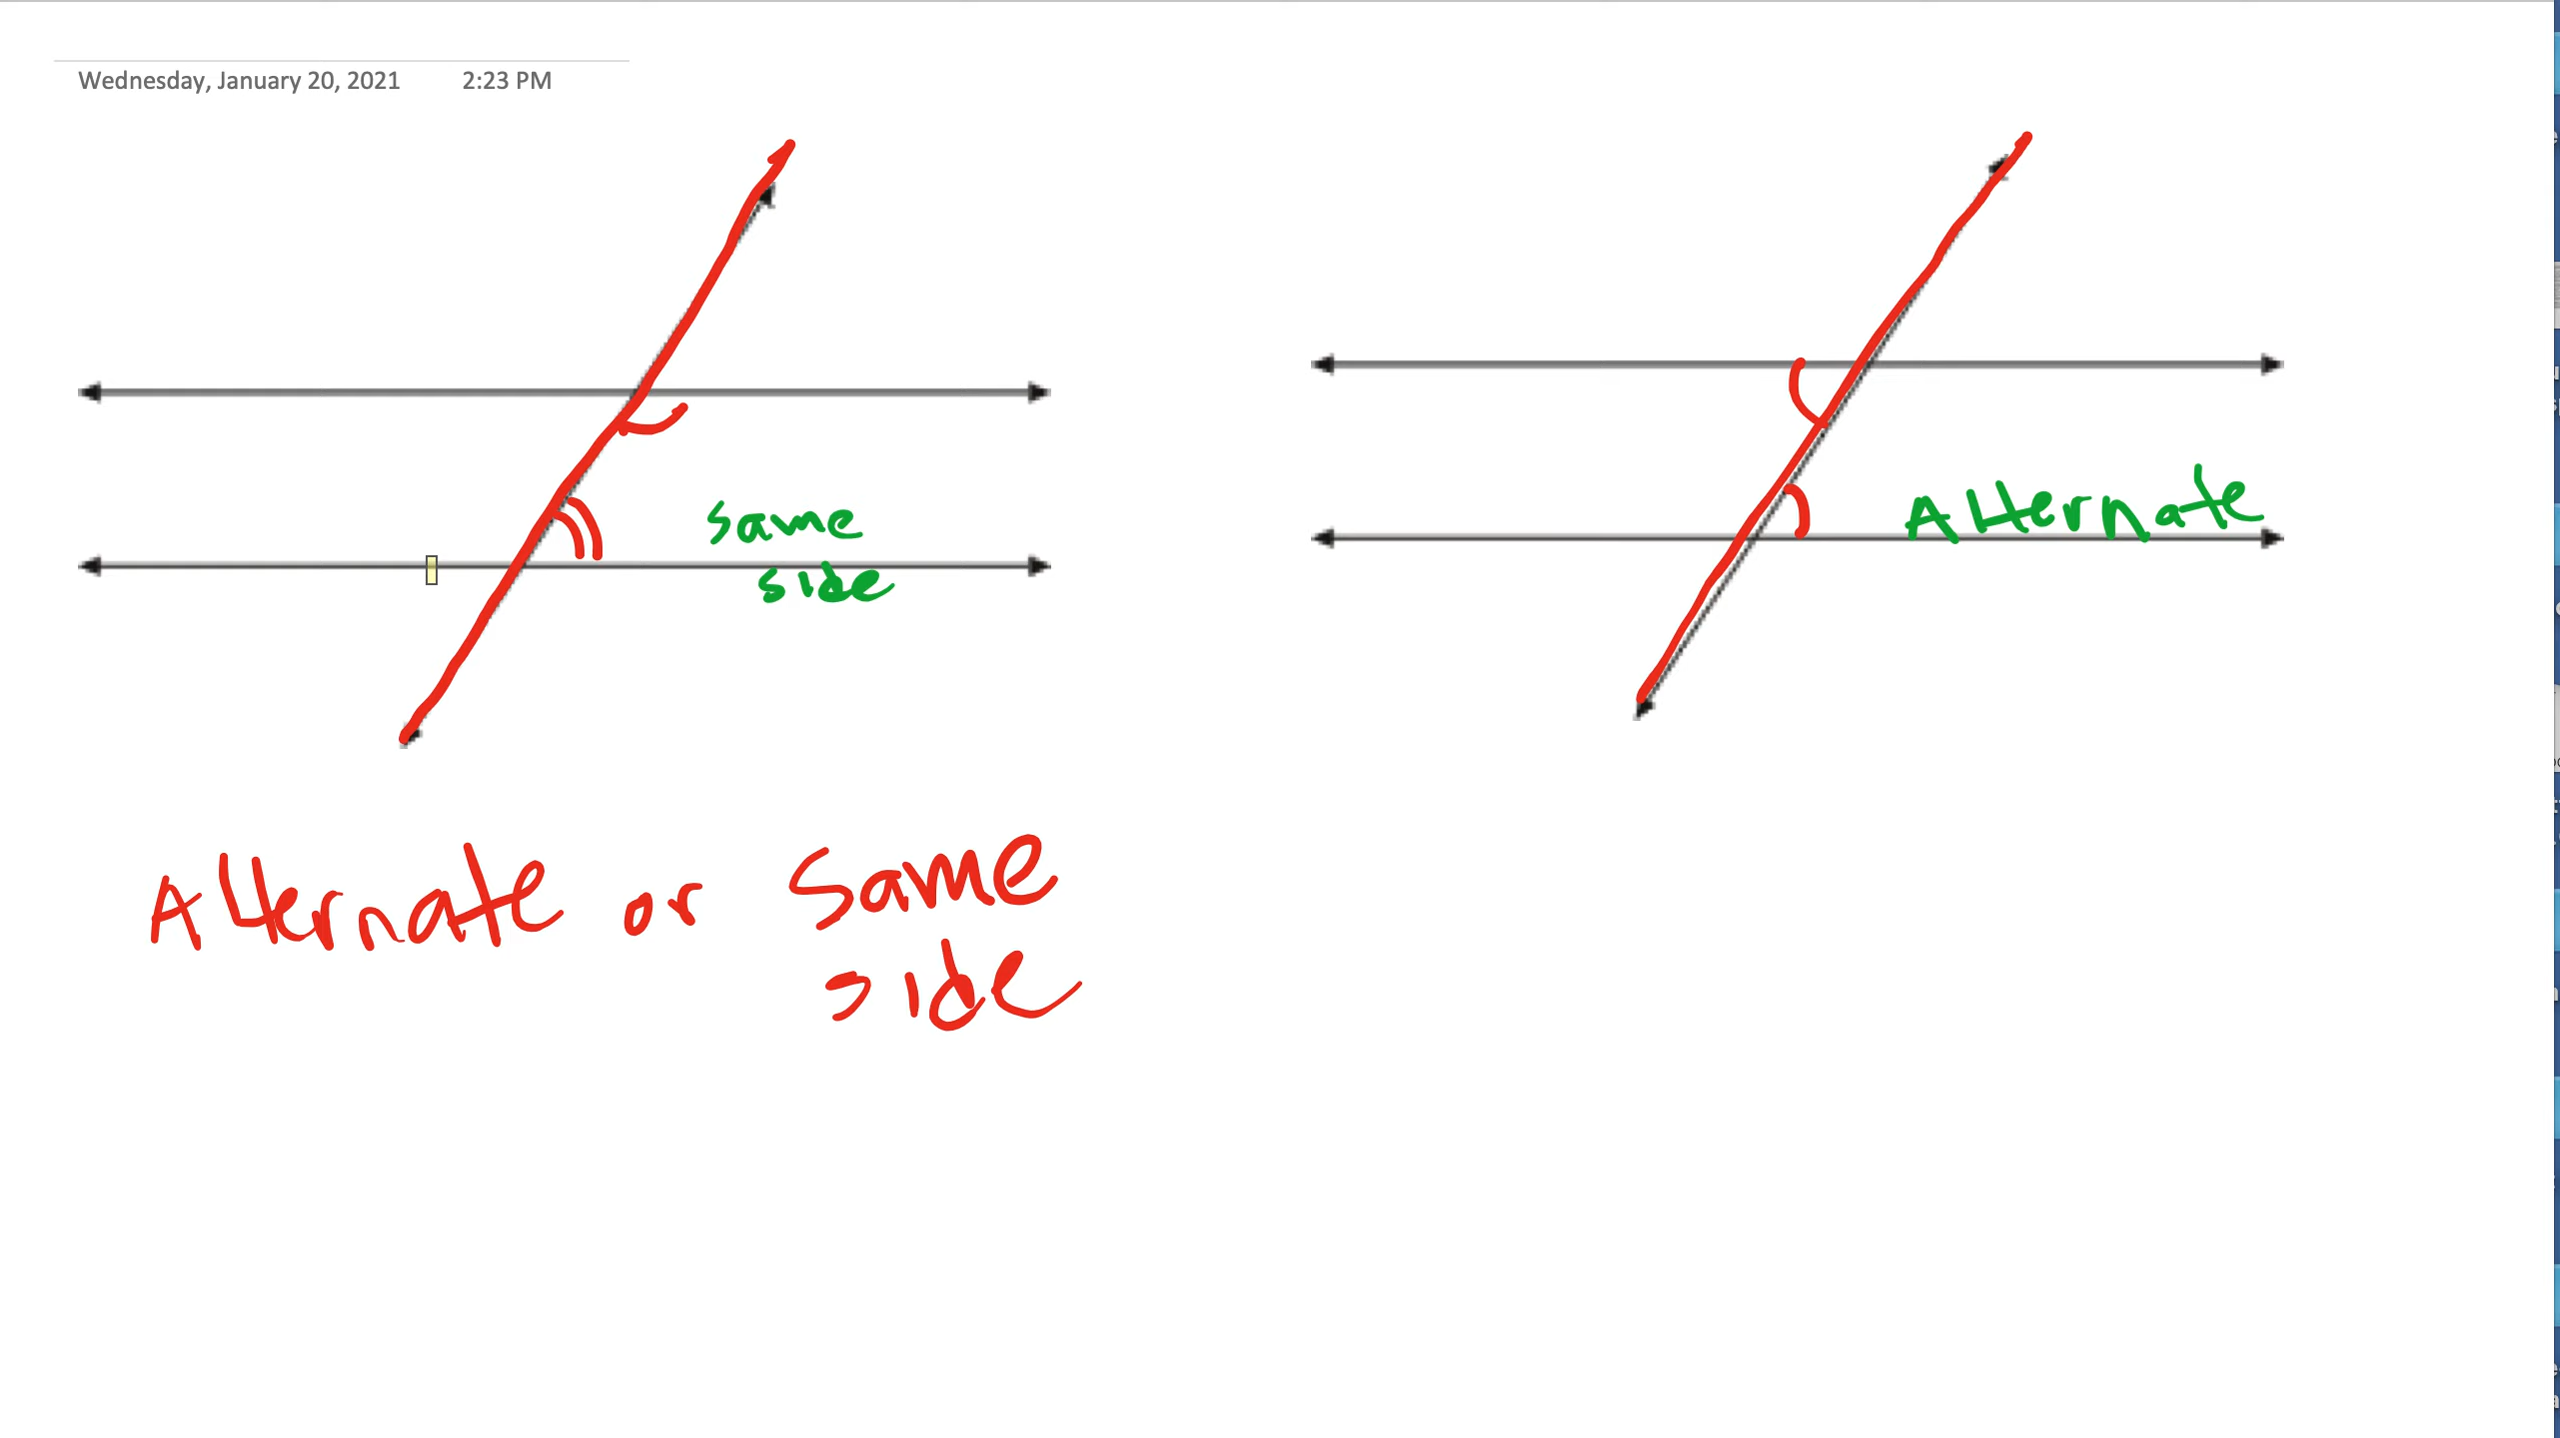 Wednesday, January 20, 2021 2:23 PM
same
side
Alternate
Alternate or Same
side